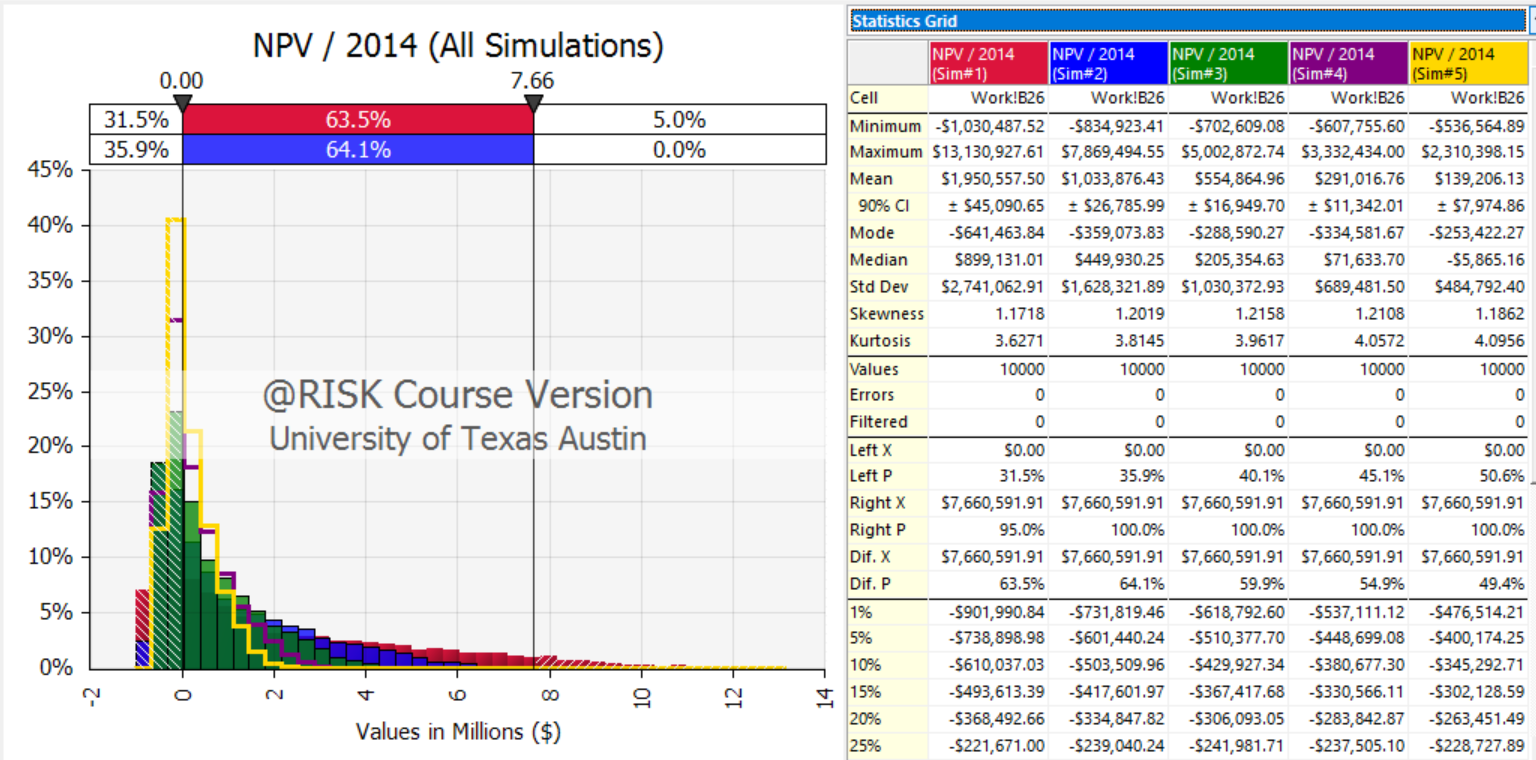 NPV / 2014 (All Simulations)
0.00 7.66
31.5% 63.5% 5.0%
35.9% 64.1% 0.0%
45%
40%
35%
30%
25%
20%
15%
10%
5%
0%
@RISK Course Version
University of Texas Austin
-2 0 2 4 6 8 10 12 14
Values in Millions ($)
Statistics Grid
NPV / 2014 (Sim#1) NPV / 2014 (Sim#2) NPV / 2014 (Sim#3) NPV / 2014 (Sim#4) NPV / 2014 (Sim#5)
Cell Work!B26 Work!B26 Work!B26 Work!B26 Work!B26
Minimum -$1,030,487.52 -$834,923.41 -$702,609.08 -$607,755.60 -$536,564.89
Maximum $13,130,927.61 $7,869,494.55 $5,002,872.74 $3,332,434.00 $2,310,398.15
Mean $1,950,557.50 $1,033,876.43 $554,864.96 $291,016.76 $139,206.13
90% CI ± $45,090.65 ± $26,785.99 ± $16,949.70 ± $11,342.01 ± $7,974.86
Mode -$641,463.84 -$359,073.83 -$288,590.27 -$334,581.67 -$253,422.27
Median $899,131.01 $449,930.25 $205,354.63 $71,633.70 -$5,865.16
Std Dev $2,741,062.91 $1,628,321.89 $1,030,372.93 $689,481.50 $484,792.40
Skewness 1.1718 1.2019 1.2158 1.2108 1.1862
Kurtosis 3.6271 3.8145 3.9617 4.0572 4.0956
Values 10000 10000 10000 10000 10000
Errors 0 0 0 0 0
Filtered 0 0 0 0 0
Left X $0.00 $0.00 $0.00 $0.00 $0.00
Left P 31.5% 35.9% 40.1% 45.1% 50.6%
Right X $7,660,591.91 $7,660,591.91 $7,660,591.91 $7,660,591.91 $7,660,591.91
Right P 95.0% 100.0% 100.0% 100.0% 100.0%
Dif. X $7,660,591.91 $7,660,591.91 $7,660,591.91 $7,660,591.91 $7,660,591.91
Dif. P 63.5% 64.1% 59.9% 54.9% 49.4%
1% -$901,990.84 -$731,819.46 -$618,792.60 -$537,111.12 -$476,514.21
5% -$738,898.98 -$601,440.24 -$510,377.70 -$448,699.08 -$400,174.25
10% -$610,037.03 -$503,509.96 -$429,927.34 -$380,677.30 -$345,292.71
15% -$493,613.39 -$417,601.97 -$367,417.68 -$330,566.11 -$302,128.59
20% -$368,492.66 -$334,847.82 -$306,093.05 -$283,842.87 -$263,451.49
25% -$221,671.00 -$239,040.24 -$241,981.71 -$237,505.10 -$228,727.89